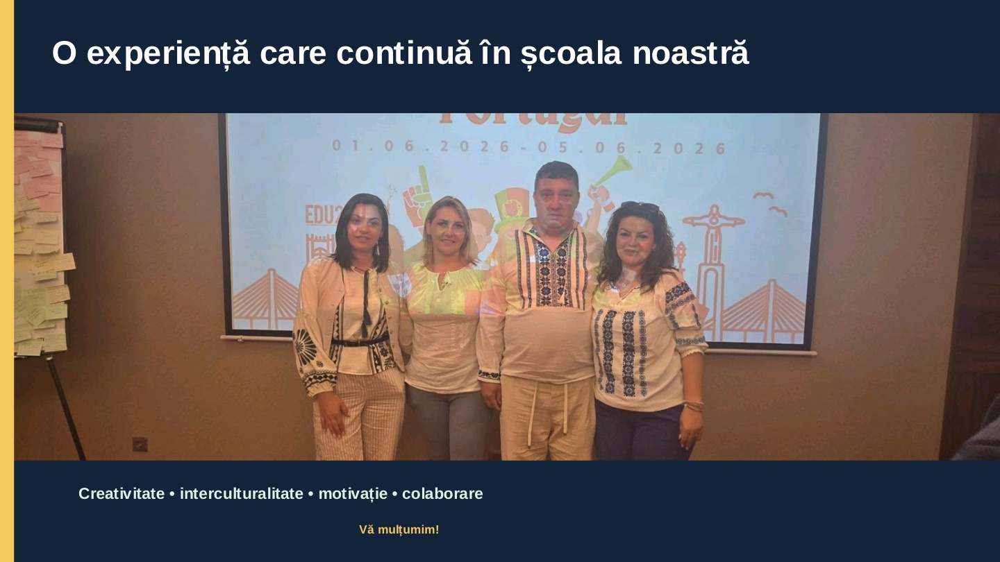 O experiență care continuă în școala noastră
Portugal
01.06.2026-05.06.2026
Creativitate • interculturalitate • motivație • colaborare
Vă mulțumim!